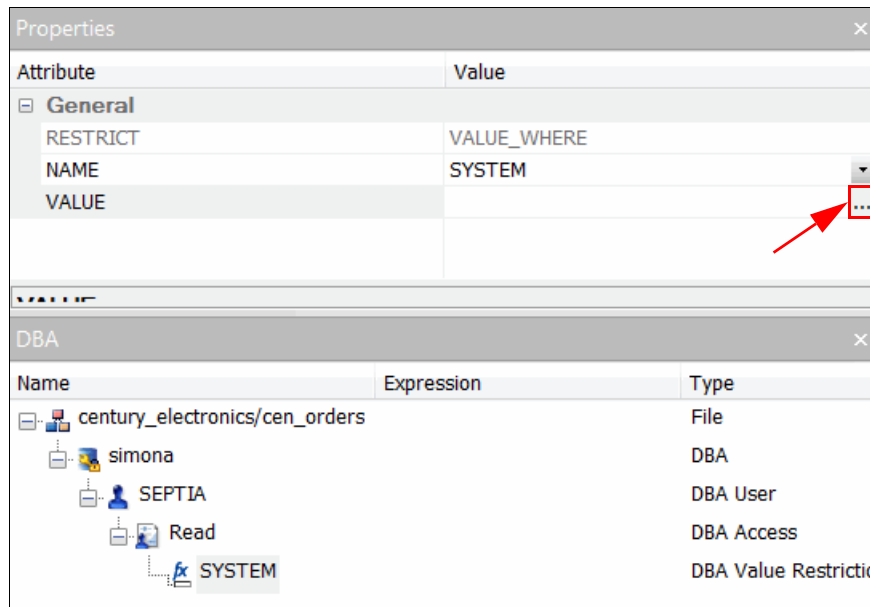 Properties
Attribute Value
General
RESTRICT VALUE_WHERE
NAME SYSTEM
VALUE ...
DBA
Name Expression Type
century_electronics/cen_orders File
simona DBA
SEPTIA DBA User
Read DBA Access
fx SYSTEM DBA Value Restrictio